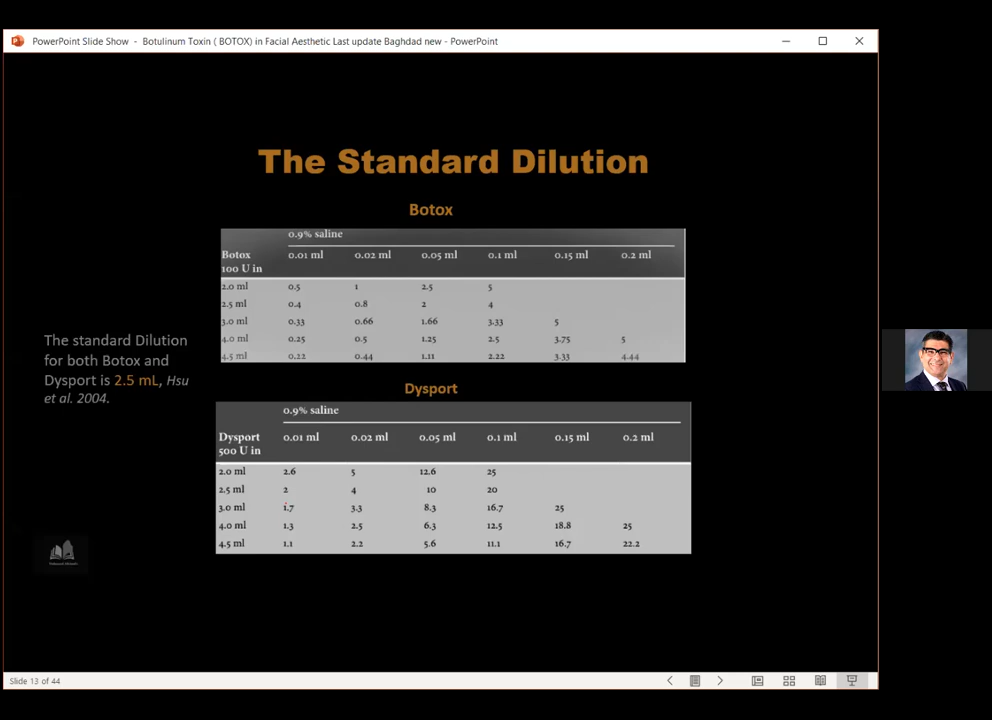 PowerPoint Slide Show - Botulinum Toxin ( BOTOX) in Facial Aesthetic Last update Baghdad new - PowerPoint
The Standard Dilution
Botox
0.9% saline
Botox 0.01 ml 0.02 ml 0.05 ml 0.1 ml 0.15 ml 0.2 ml
100 U in
2.0 ml 0.5 1 2.5 5
2.5 ml 0.4 0.8 2 4
3.0 ml 0.33 0.66 1.66 3.33 5
4.0 ml 0.25 0.5 1.25 2.5 3.75 5
4.5 ml 0.22 0.44 1.11 2.22 3.33 4.44
The standard Dilution
for both Botox and
Dysport is 2.5 mL, Hsu
et al. 2004.
Dysport
0.9% saline
Dysport 0.01 ml 0.02 ml 0.05 ml 0.1 ml 0.15 ml 0.2 ml
500 U in
2.0 ml 2.6 5 12.6 25
2.5 ml 2 4 10 20
3.0 ml 1.7 3.3 8.3 16.7 25
4.0 ml 1.3 2.5 6.3 12.5 18.8 25
4.5 ml 1.1 2.2 5.6 11.1 16.7 22.2
Slide 13 of 44